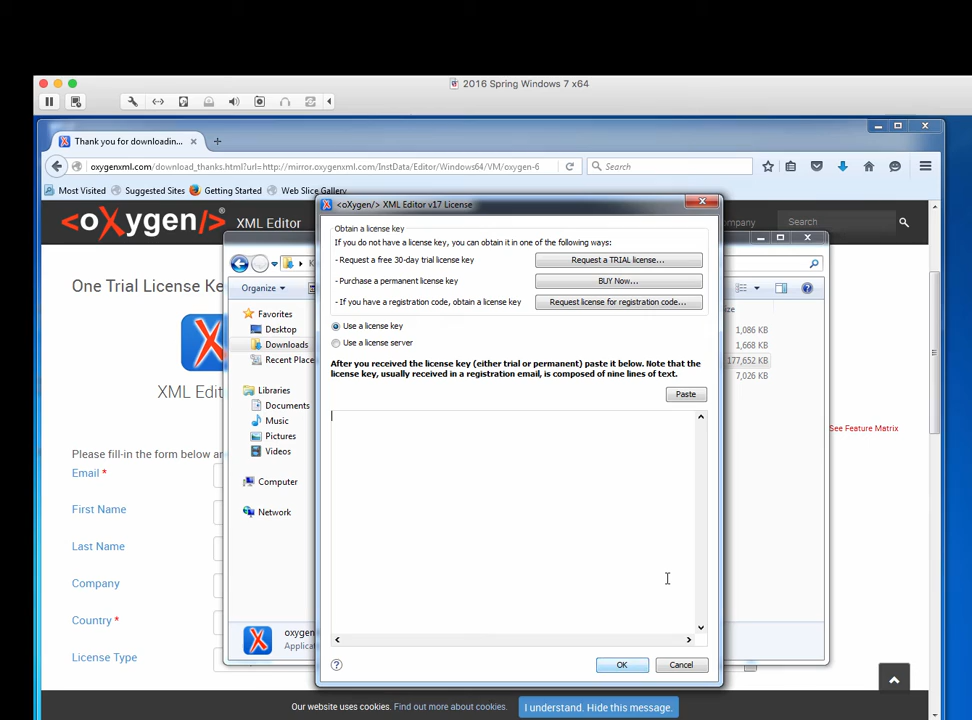 2016 Spring Windows 7 x64
Thank you for downloadin...
oxygenxml.com/download_thanks.html?url=http://mirror.oxygenxml.com/InstData/Editor/Windows64/VM/oxygen-6
Search
Most Visited Suggested Sites Getting Started Web Slice Gallery
<oXygen/>® XML Editor
Search
<oXygen/> XML Editor v17 License
Obtain a license key
If you do not have a license key, you can obtain it in one of the following ways:
- Request a free 30-day trial license key
Request a TRIAL license...
- Purchase a permanent license key
BUY Now...
- If you have a registration code, obtain a license key
Request license for registration code...
Use a license key
Use a license server
After you received the license key (either trial or permanent) paste it below. Note that the
license key, usually received in a registration email, is composed of nine lines of text.
Paste
OK
Cancel
One Trial License Ke
XML Edit
Please fill-in the form below an
Email *
First Name
Last Name
Company
Country *
License Type
Organize
Favorites
Desktop
Downloads
Recent Place
Libraries
Documents
Music
Pictures
Videos
Computer
Network
oxygen
Applicat
1,086 KB
1,668 KB
177,652 KB
7,026 KB
See Feature Matrix
Our website uses cookies. Find out more about cookies.
I understand. Hide this message.